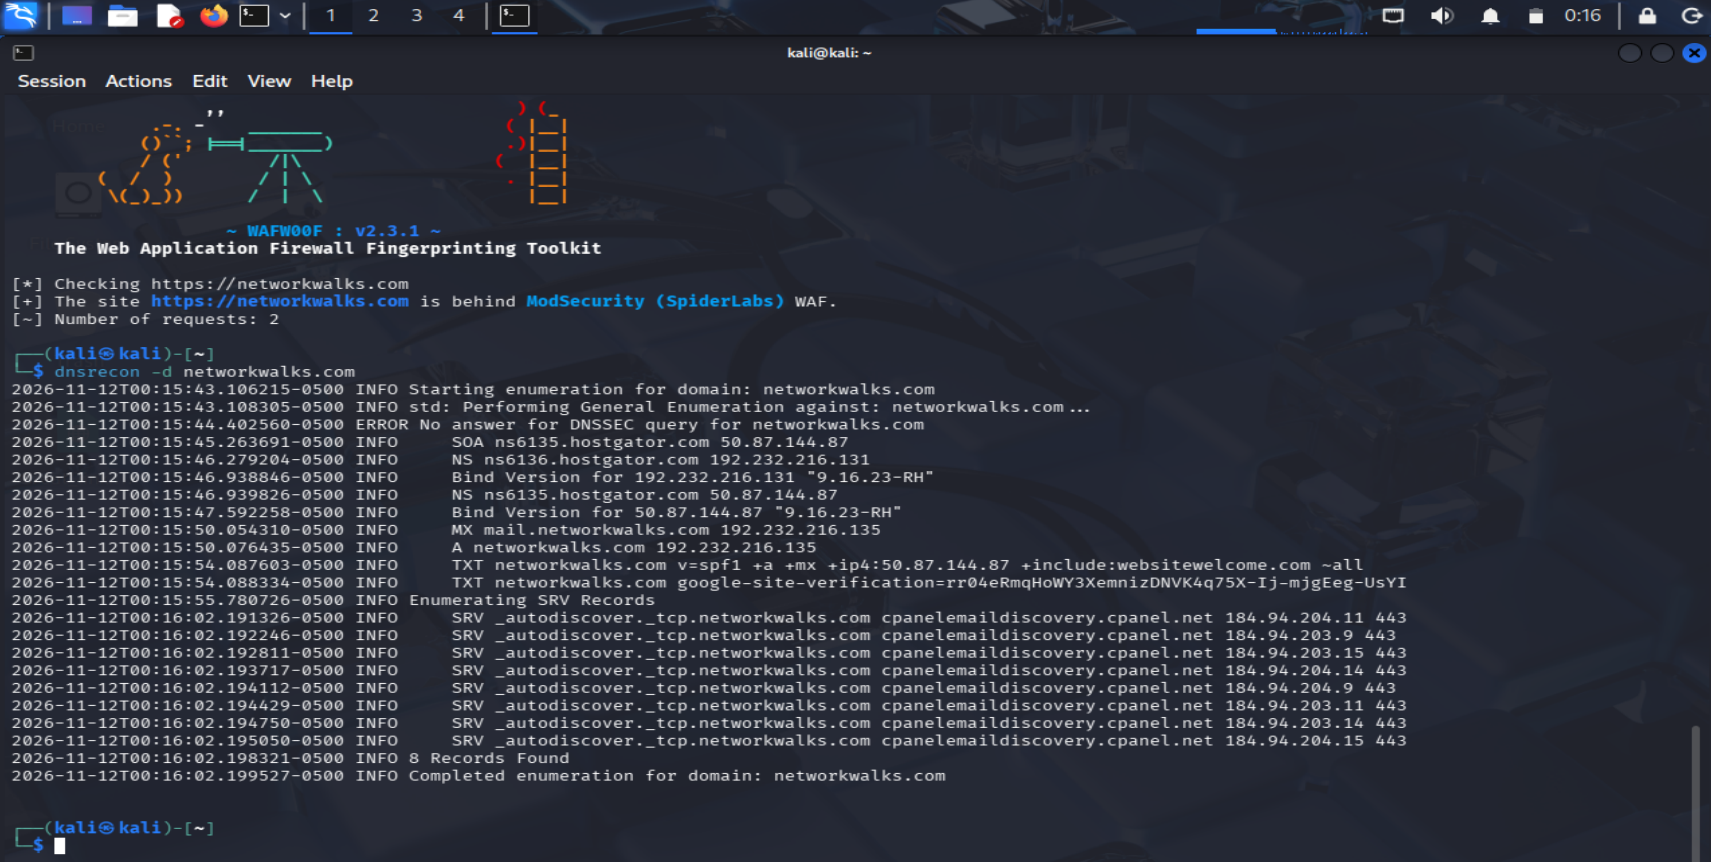 1 2 3 4 0:16
kali@kali: ~
Session Actions Edit View Help
~ WAFW00F : v2.3.1 ~
The Web Application Firewall Fingerprinting Toolkit
[*] Checking https://networkwalks.com
[+] The site https://networkwalks.com is behind ModSecurity (SpiderLabs) WAF.
[~] Number of requests: 2
┌──(kali㉿kali)-[~]
└─$ dnsrecon -d networkwalks.com
2026-11-12T00:15:43.106215-0500 INFO Starting enumeration for domain: networkwalks.com
2026-11-12T00:15:43.108305-0500 INFO std: Performing General Enumeration against: networkwalks.com...
2026-11-12T00:15:44.402560-0500 ERROR No answer for DNSSEC query for networkwalks.com
2026-11-12T00:15:45.263691-0500 INFO SOA ns6135.hostgator.com 50.87.144.87
2026-11-12T00:15:46.279204-0500 INFO NS ns6136.hostgator.com 192.232.216.131
2026-11-12T00:15:46.938846-0500 INFO Bind Version for 192.232.216.131 "9.16.23-RH"
2026-11-12T00:15:46.939826-0500 INFO NS ns6135.hostgator.com 50.87.144.87
2026-11-12T00:15:47.592258-0500 INFO Bind Version for 50.87.144.87 "9.16.23-RH"
2026-11-12T00:15:50.054310-0500 INFO MX mail.networkwalks.com 192.232.216.135
2026-11-12T00:15:50.076435-0500 INFO A networkwalks.com 192.232.216.135
2026-11-12T00:15:54.087603-0500 INFO TXT networkwalks.com v=spf1 +a +mx +ip4:50.87.144.87 +include:websitewelcome.com ~all
2026-11-12T00:15:54.088334-0500 INFO TXT networkwalks.com google-site-verification=rr04eRmqHoWY3XemnizDNVK4q75X-Ij-mjgEeg-UsYI
2026-11-12T00:15:55.780726-0500 INFO Enumerating SRV Records
2026-11-12T00:16:02.191326-0500 INFO SRV _autodiscover._tcp.networkwalks.com cpanelemaildiscovery.cpanel.net 184.94.204.11 443
2026-11-12T00:16:02.192246-0500 INFO SRV _autodiscover._tcp.networkwalks.com cpanelemaildiscovery.cpanel.net 184.94.203.9 443
2026-11-12T00:16:02.192811-0500 INFO SRV _autodiscover._tcp.networkwalks.com cpanelemaildiscovery.cpanel.net 184.94.203.15 443
2026-11-12T00:16:02.193717-0500 INFO SRV _autodiscover._tcp.networkwalks.com cpanelemaildiscovery.cpanel.net 184.94.204.14 443
2026-11-12T00:16:02.194112-0500 INFO SRV _autodiscover._tcp.networkwalks.com cpanelemaildiscovery.cpanel.net 184.94.204.9 443
2026-11-12T00:16:02.194429-0500 INFO SRV _autodiscover._tcp.networkwalks.com cpanelemaildiscovery.cpanel.net 184.94.203.11 443
2026-11-12T00:16:02.194750-0500 INFO SRV _autodiscover._tcp.networkwalks.com cpanelemaildiscovery.cpanel.net 184.94.203.14 443
2026-11-12T00:16:02.195050-0500 INFO SRV _autodiscover._tcp.networkwalks.com cpanelemaildiscovery.cpanel.net 184.94.204.15 443
2026-11-12T00:16:02.198321-0500 INFO 8 Records Found
2026-11-12T00:16:02.199527-0500 INFO Completed enumeration for domain: networkwalks.com
┌──(kali㉿kali)-[~]
└─$